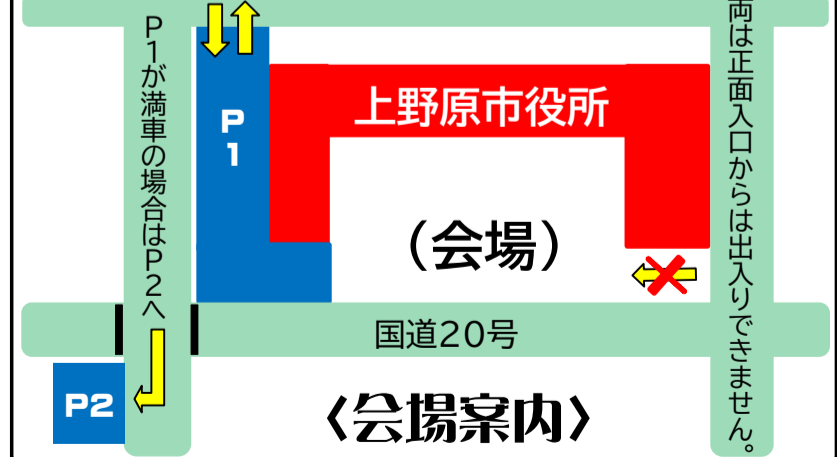 両は正面入口からは出入りできません。
P1が満車の場合はP2へ
P1
上野原市役所
(会場)
国道20号
P2
〈会場案内〉